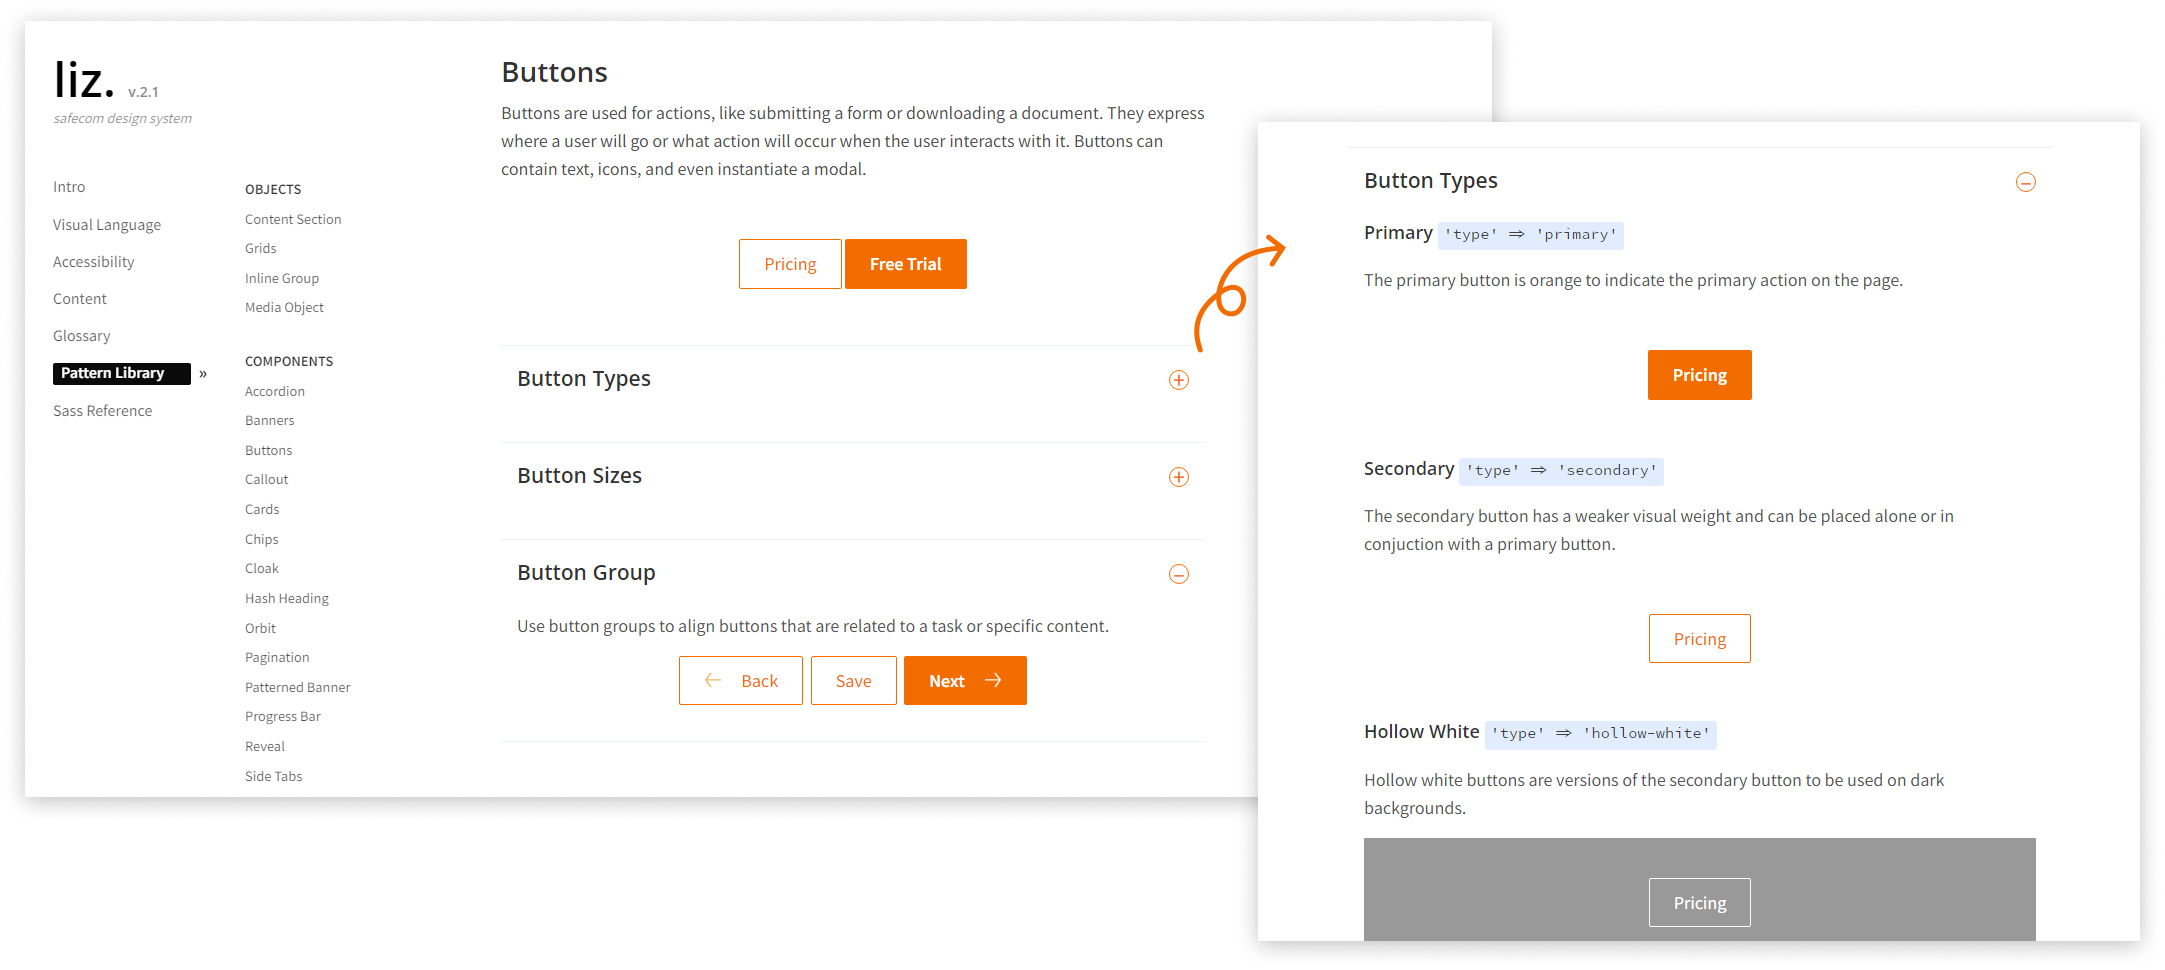 liz. v.2.1
safecom design system
Intro
Visual Language
Accessibility
Content
Glossary
Pattern Library »
Sass Reference
OBJECTS
Content Section
Grids
Inline Group
Media Object
COMPONENTS
Accordion
Banners
Buttons
Callout
Cards
Chips
Cloak
Hash Heading
Orbit
Pagination
Patterned Banner
Progress Bar
Reveal
Side Tabs
Buttons
Buttons are used for actions, like submitting a form or downloading a document. They express
where a user will go or what action will occur when the user interacts with it. Buttons can
contain text, icons, and even instantiate a modal.
Pricing Free Trial
Button Types
Button Sizes
Button Group
Use button groups to align buttons that are related to a task or specific content.
← Back Save Next →
Button Types
Primary 'type' ⇒ 'primary'
The primary button is orange to indicate the primary action on the page.
Pricing
Secondary 'type' ⇒ 'secondary'
The secondary button has a weaker visual weight and can be placed alone or in
conjuction with a primary button.
Pricing
Hollow White 'type' ⇒ 'hollow-white'
Hollow white buttons are versions of the secondary button to be used on dark
backgrounds.
Pricing